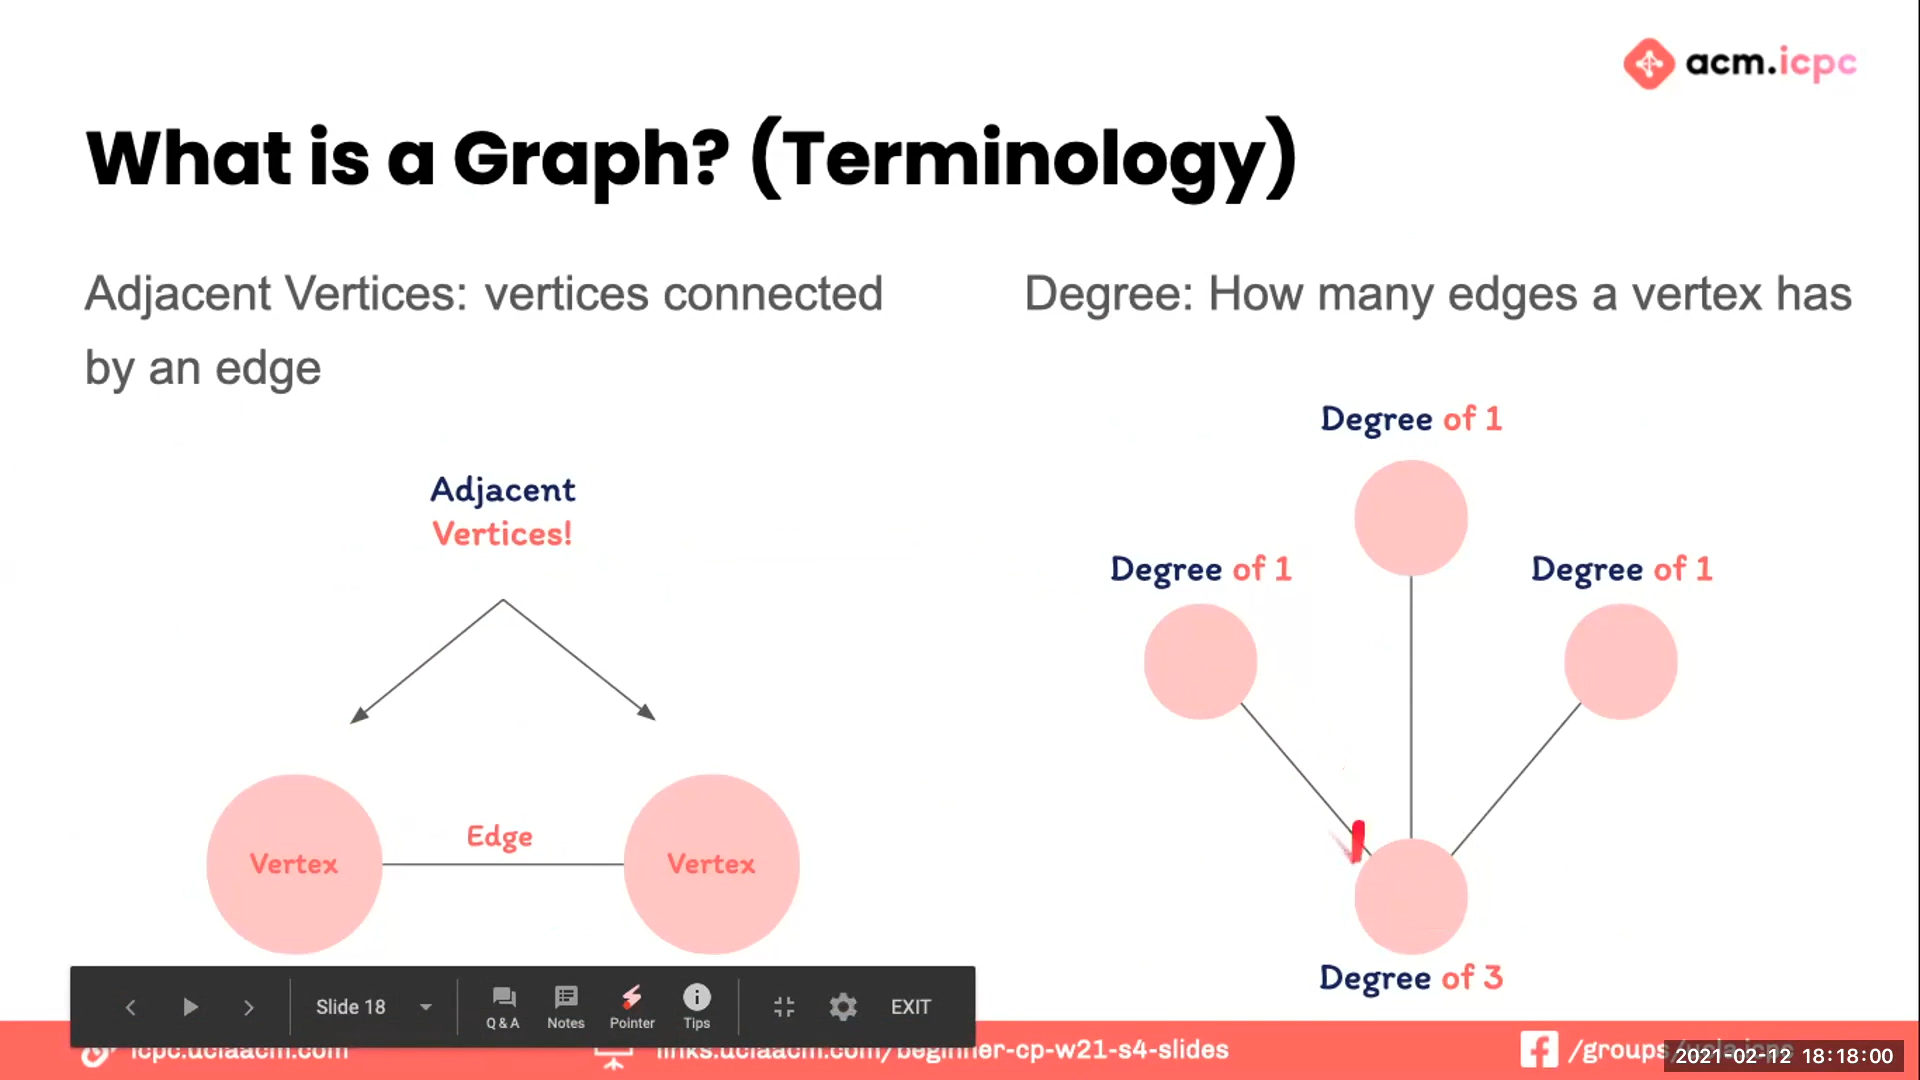 acm.icpc
What is a Graph? (Terminology)
Adjacent Vertices: vertices connected
by an edge
Degree: How many edges a vertex has
Adjacent
Vertices!
Vertex
Edge
Vertex
Degree of 1
Degree of 1
Degree of 1
Degree of 3
Slide 18
Q & A
Notes
Pointer
Tips
EXIT
icpc.uclaacm.com
links.uclaacm.com/beginner-cp-w21-s4-slides
/groups/ucla.icpc
2021-02-12 18:18:00